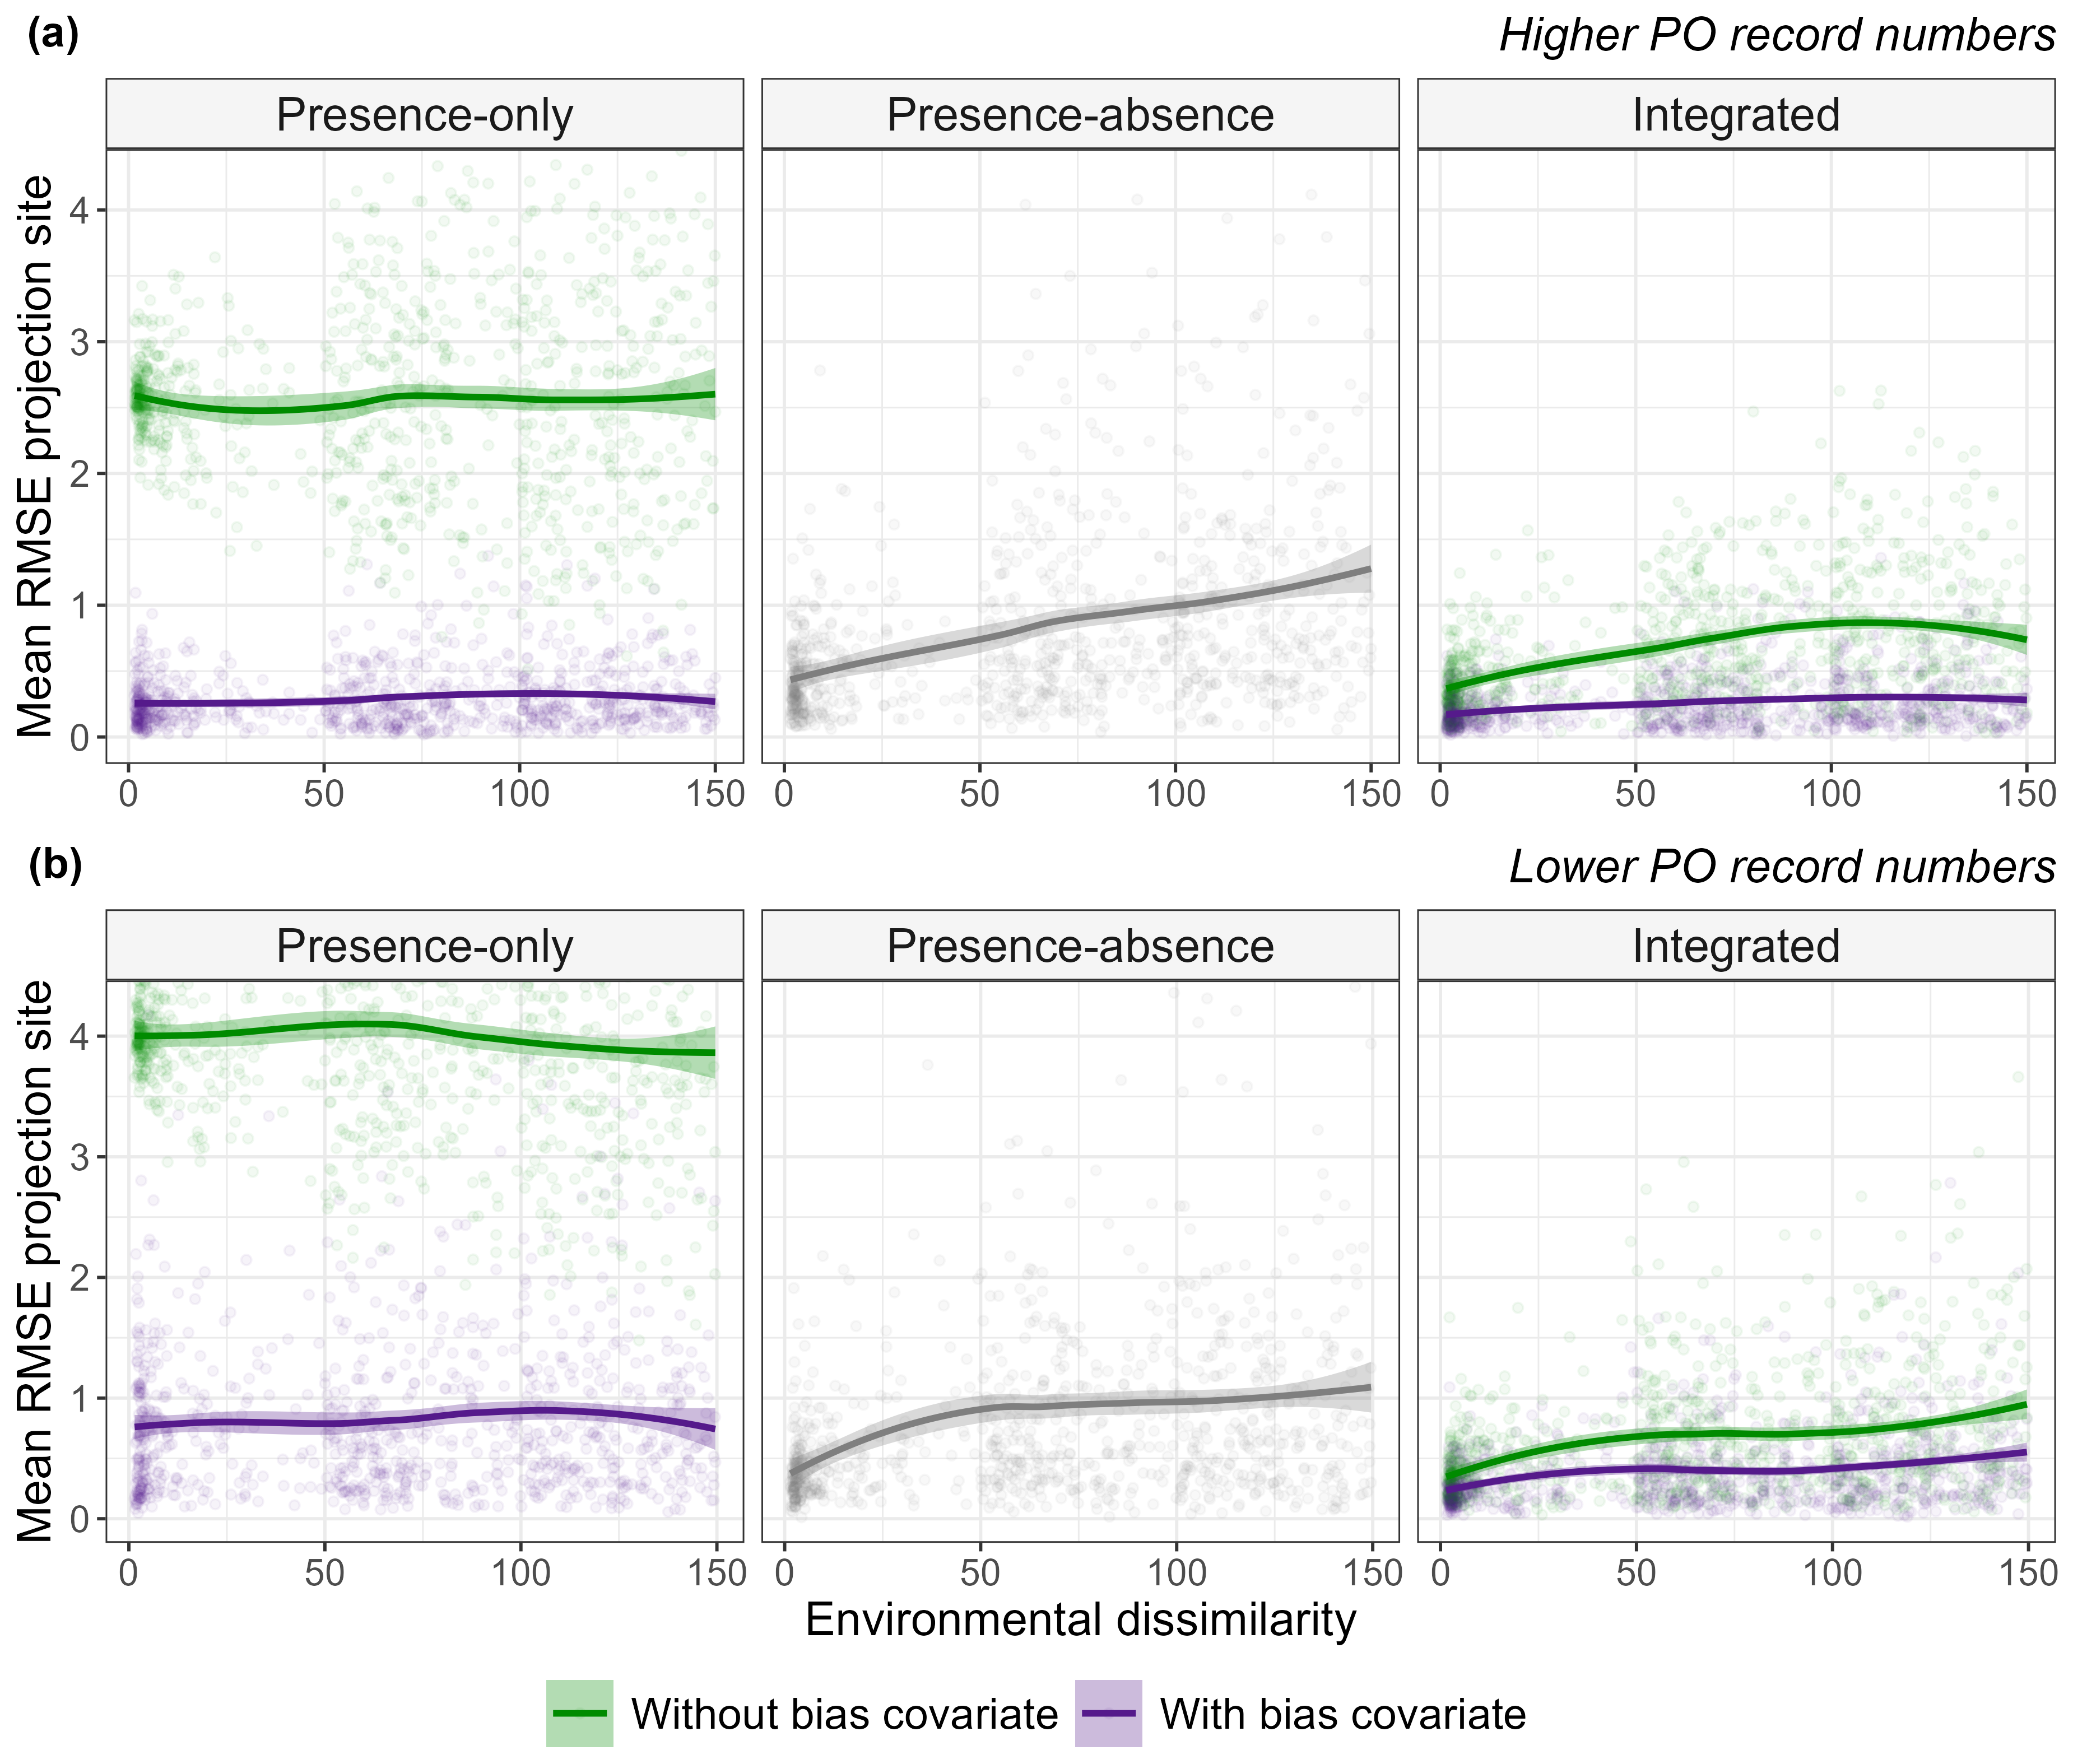 (a)
Higher PO record numbers
Presence-only
Presence-absence
Integrated
Mean RMSE projection site
4
3
2
1
0
0 50 100 150
0 50 100 150
0 50 100 150
(b)
Lower PO record numbers
Presence-only
Presence-absence
Integrated
Mean RMSE projection site
4
3
2
1
0
0 50 100 150
0 50 100 150
0 50 100 150
Environmental dissimilarity
Without bias covariate
With bias covariate